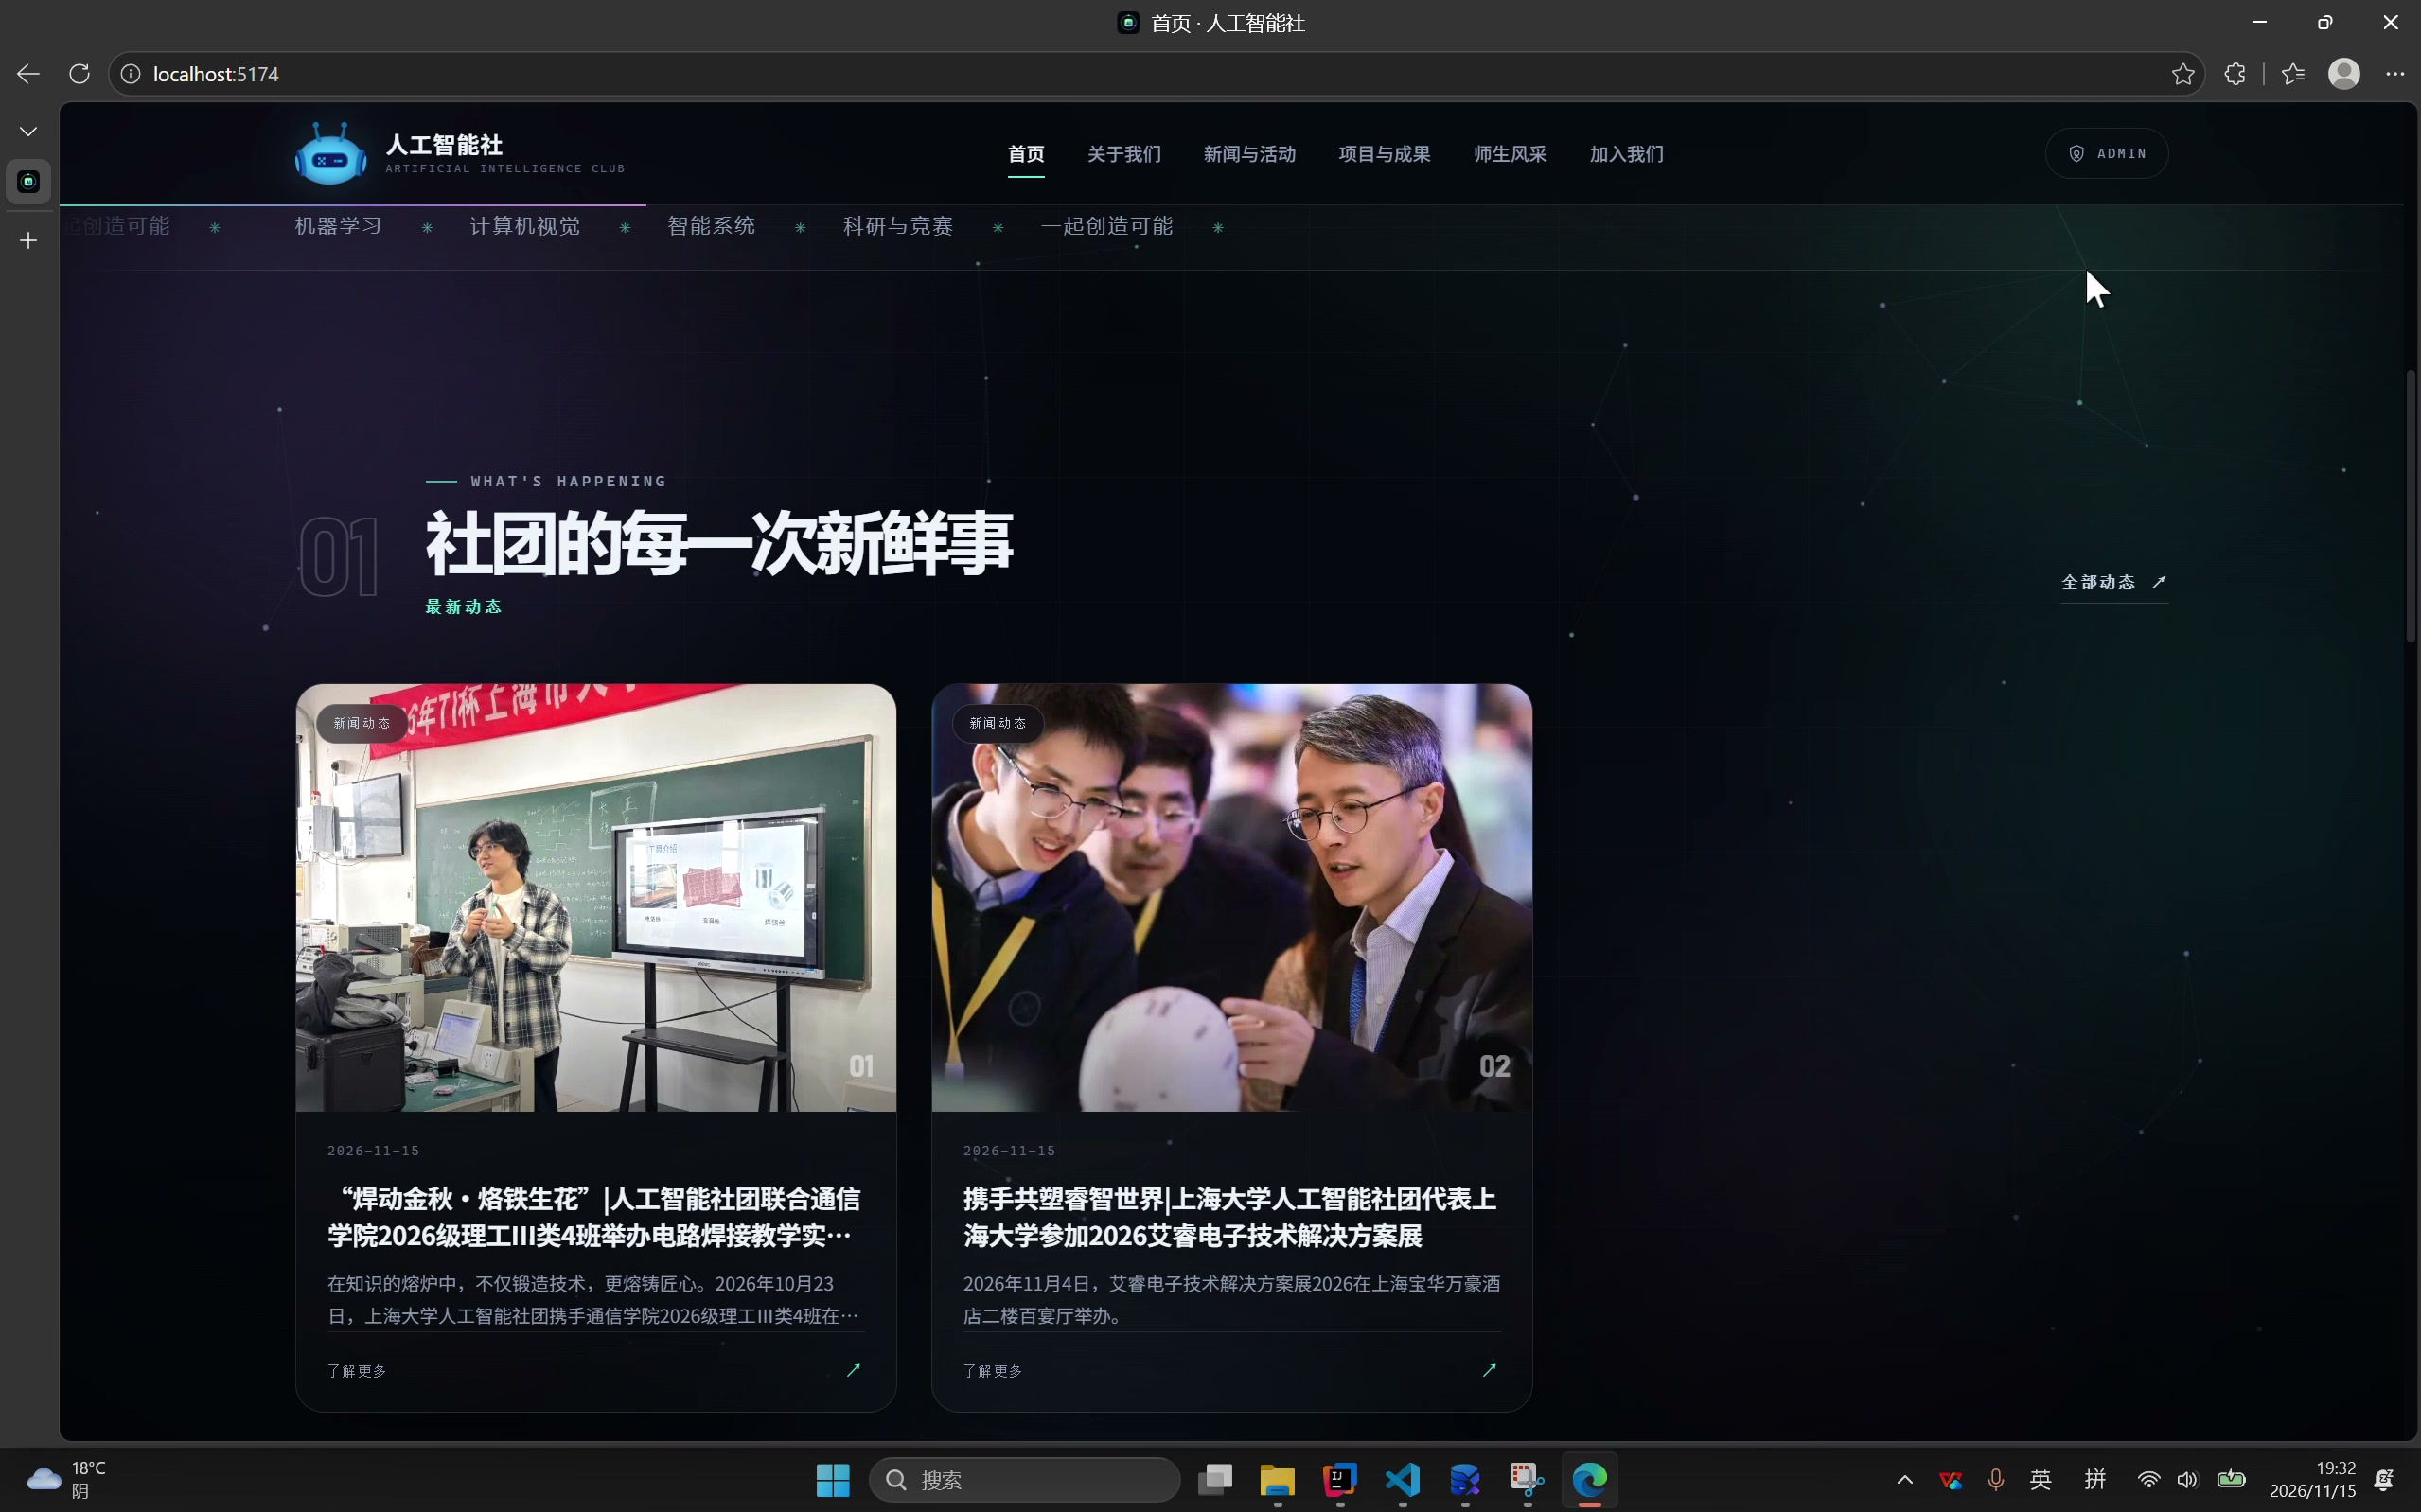 首页 · 人工智能社
localhost:5174
人工智能社
ARTIFICIAL INTELLIGENCE CLUB
首页
关于我们
新闻与活动
项目与成果
师生风采
加入我们
ADMIN
创造可能 机器学习 计算机视觉 智能系统 科研与竞赛 一起创造可能
WHAT'S HAPPENING
01
社团的每一次新鲜事
最新动态
全部动态
6年TI杯上海市大
新闻动态
工具介绍
01
2026-11-15
“焊动金秋·烙铁生花”|人工智能社团联合通信
学院2026级理工III类4班举办电路焊接教学实…
在知识的熔炉中，不仅锻造技术，更熔铸匠心。2026年10月23
日，上海大学人工智能社团携手通信学院2026级理工III类4班在…
了解更多
新闻动态
02
2026-11-15
携手共塑睿智世界|上海大学人工智能社团代表上
海大学参加2026艾睿电子技术解决方案展
2026年11月4日，艾睿电子技术解决方案展2026在上海宝华万豪酒
店二楼百宴厅举办。
了解更多
18°C
阴
搜索
英
拼
19:32
2026/11/15